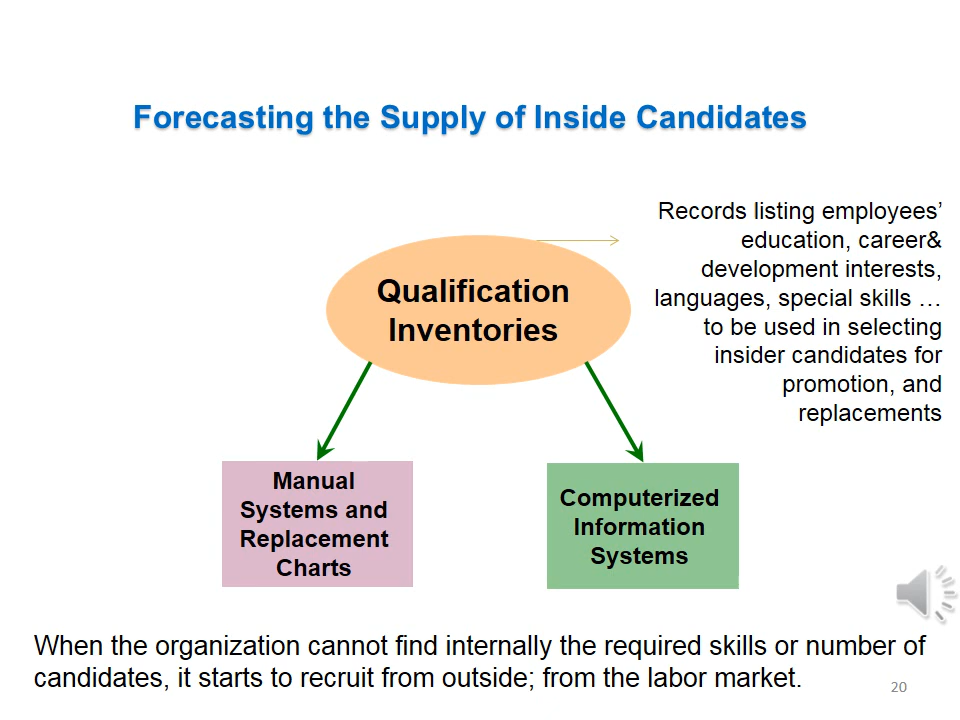 Forecasting the Supply of Inside Candidates
Records listing employees’
education, career&
development interests,
languages, special skills …
to be used in selecting
insider candidates for
promotion, and
replacements
Qualification
Inventories
Manual
Systems and
Replacement
Charts
Computerized
Information
Systems
When the organization cannot find internally the required skills or number of
candidates, it starts to recruit from outside; from the labor market.
20